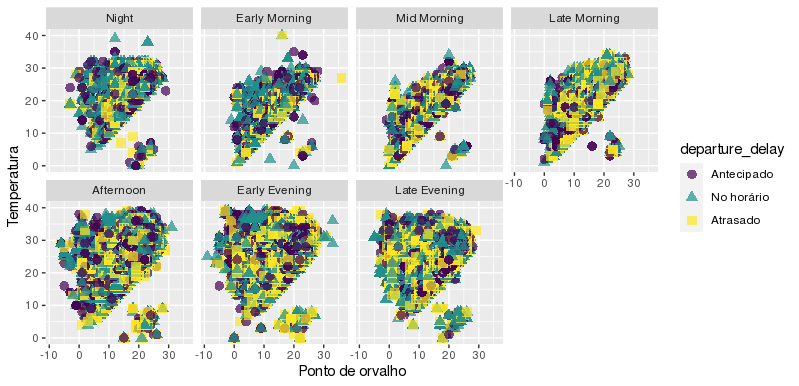 Night Early Morning Mid Morning Late Morning
40
30
20
10
0
-10 0 10 20 30
Afternoon Early Evening Late Evening
40
30
20
10
0
-10 0 10 20 30 -10 0 10 20 30 -10 0 10 20 30
Temperatura
Ponto de orvalho
departure_delay
Antecipado
No horário
Atrasado